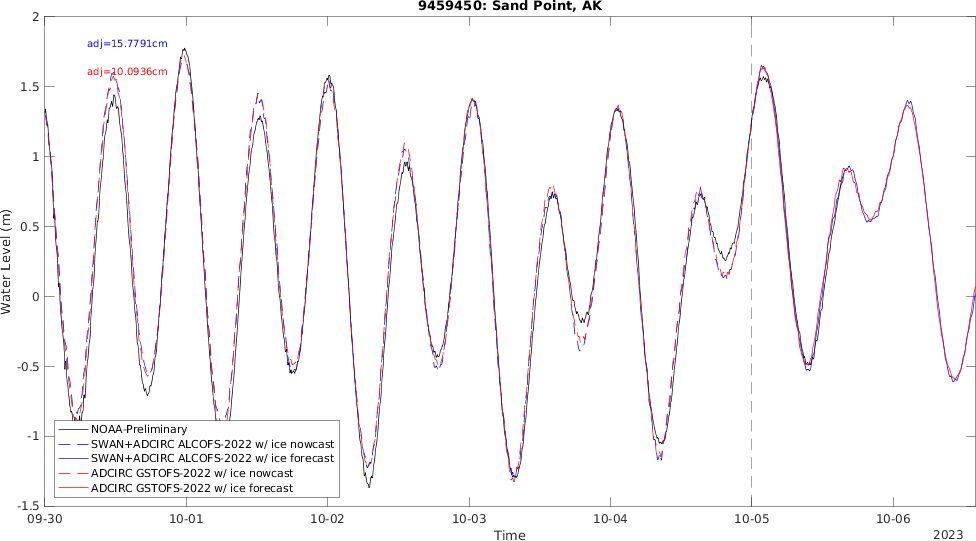 9459450: Sand Point, AK
adj=15.7791cm
adj=10.0936cm
Water Level (m)
2
1.5
1
0.5
0
-0.5
-1
-1.5
NOAA-Preliminary
SWAN+ADCIRC ALCOFS-2022 w/ ice nowcast
SWAN+ADCIRC ALCOFS-2022 w/ ice forecast
ADCIRC GSTOFS-2022 w/ ice nowcast
ADCIRC GSTOFS-2022 w/ ice forecast
09-30 10-01 10-02 10-03 10-04 10-05 10-06
Time
2023